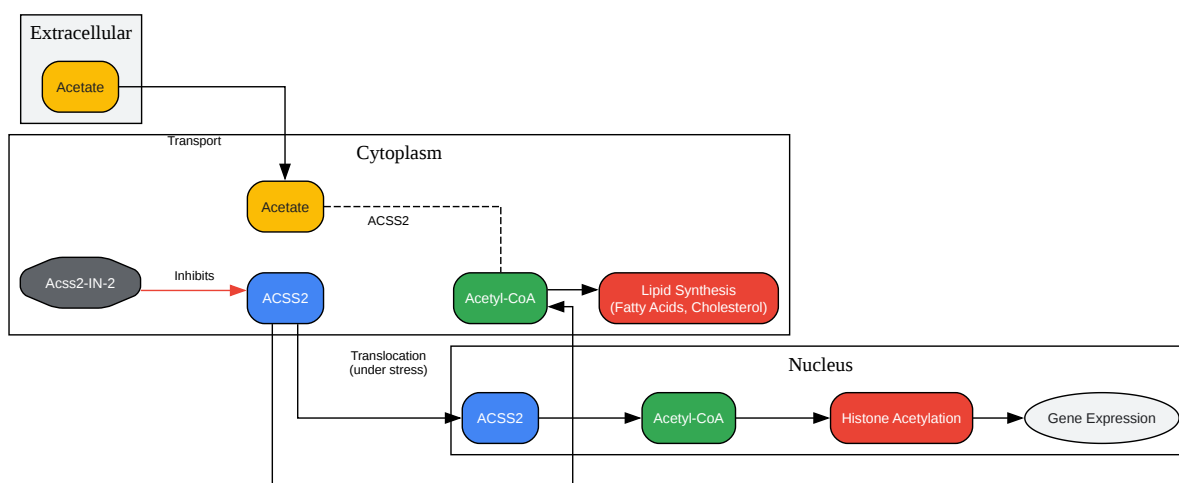 Extracellular
Acetate
Transport
Cytoplasm
Acetate
ACSS2
Acss2-IN-2
Inhibits
ACSS2
Acetyl-CoA
Lipid Synthesis
(Fatty Acids, Cholesterol)
Translocation
(under stress)
Nucleus
ACSS2
Acetyl-CoA
Histone Acetylation
Gene Expression